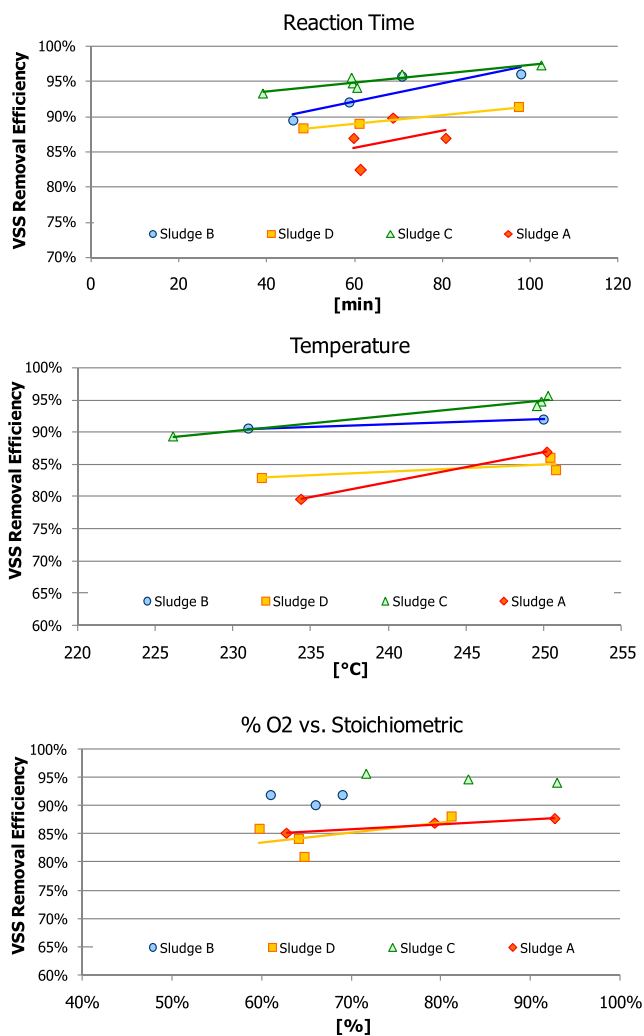 Reaction Time
VSS Removal Efficiency
100%
95%
90%
85%
80%
75%
70%
Sludge B Sludge D Sludge C Sludge A
0 20 40 60 80 100 120
[min]
Temperature
VSS Removal Efficiency
100%
95%
90%
85%
80%
75%
70%
65%
60%
Sludge B Sludge D Sludge C Sludge A
220 225 230 235 240 245 250 255
[°C]
% O2 vs. Stoichiometric
VSS Removal Efficiency
100%
95%
90%
85%
80%
75%
70%
65%
60%
Sludge B Sludge D Sludge C Sludge A
40% 50% 60% 70% 80% 90% 100%
[%]